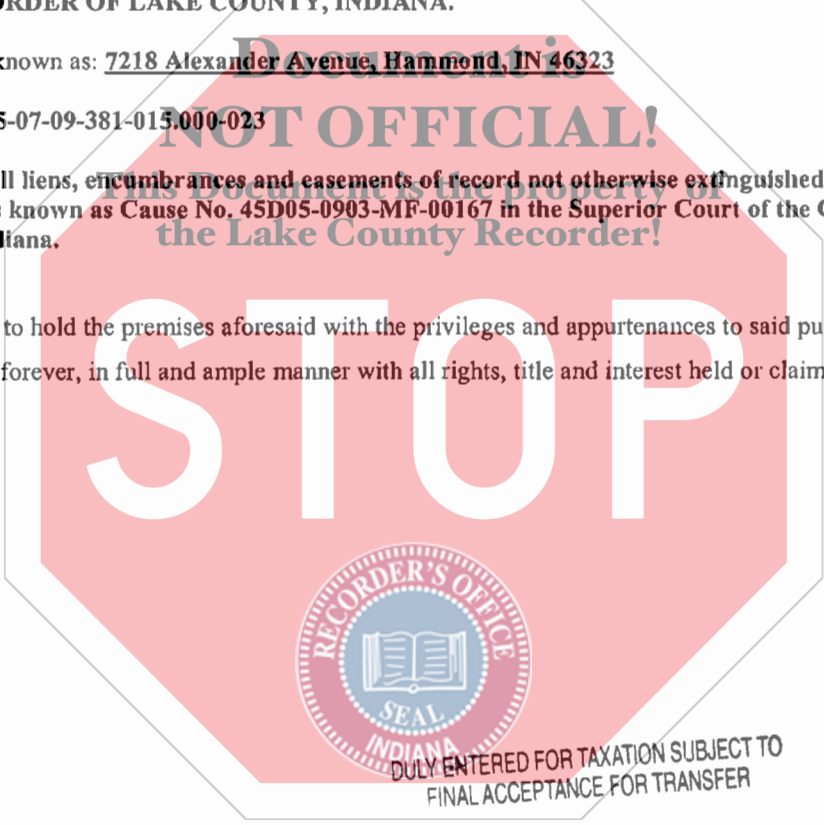 ORDER OF LAKE COUNTY, INDIANA.
Document is
known as: 7218 Alexander Avenue, Hammond, IN 46323
NOT OFFICIAL!
5-07-09-381-015.000-023
This Document is the property of
ll liens, encumbrances and easements of record not otherwise extinguished
known as Cause No. 45D05-0903-MF-00167 in the Superior Court of the
the Lake County Recorder!
diana.
to hold the premises aforesaid with the privileges and appurtenances to said pu
forever, in full and ample manner with all rights, title and interest held or claim
STOP
RECORDER'S OFFICE
SEAL
INDIANA
DULY ENTERED FOR TAXATION SUBJECT TO
FINAL ACCEPTANCE FOR TRANSFER